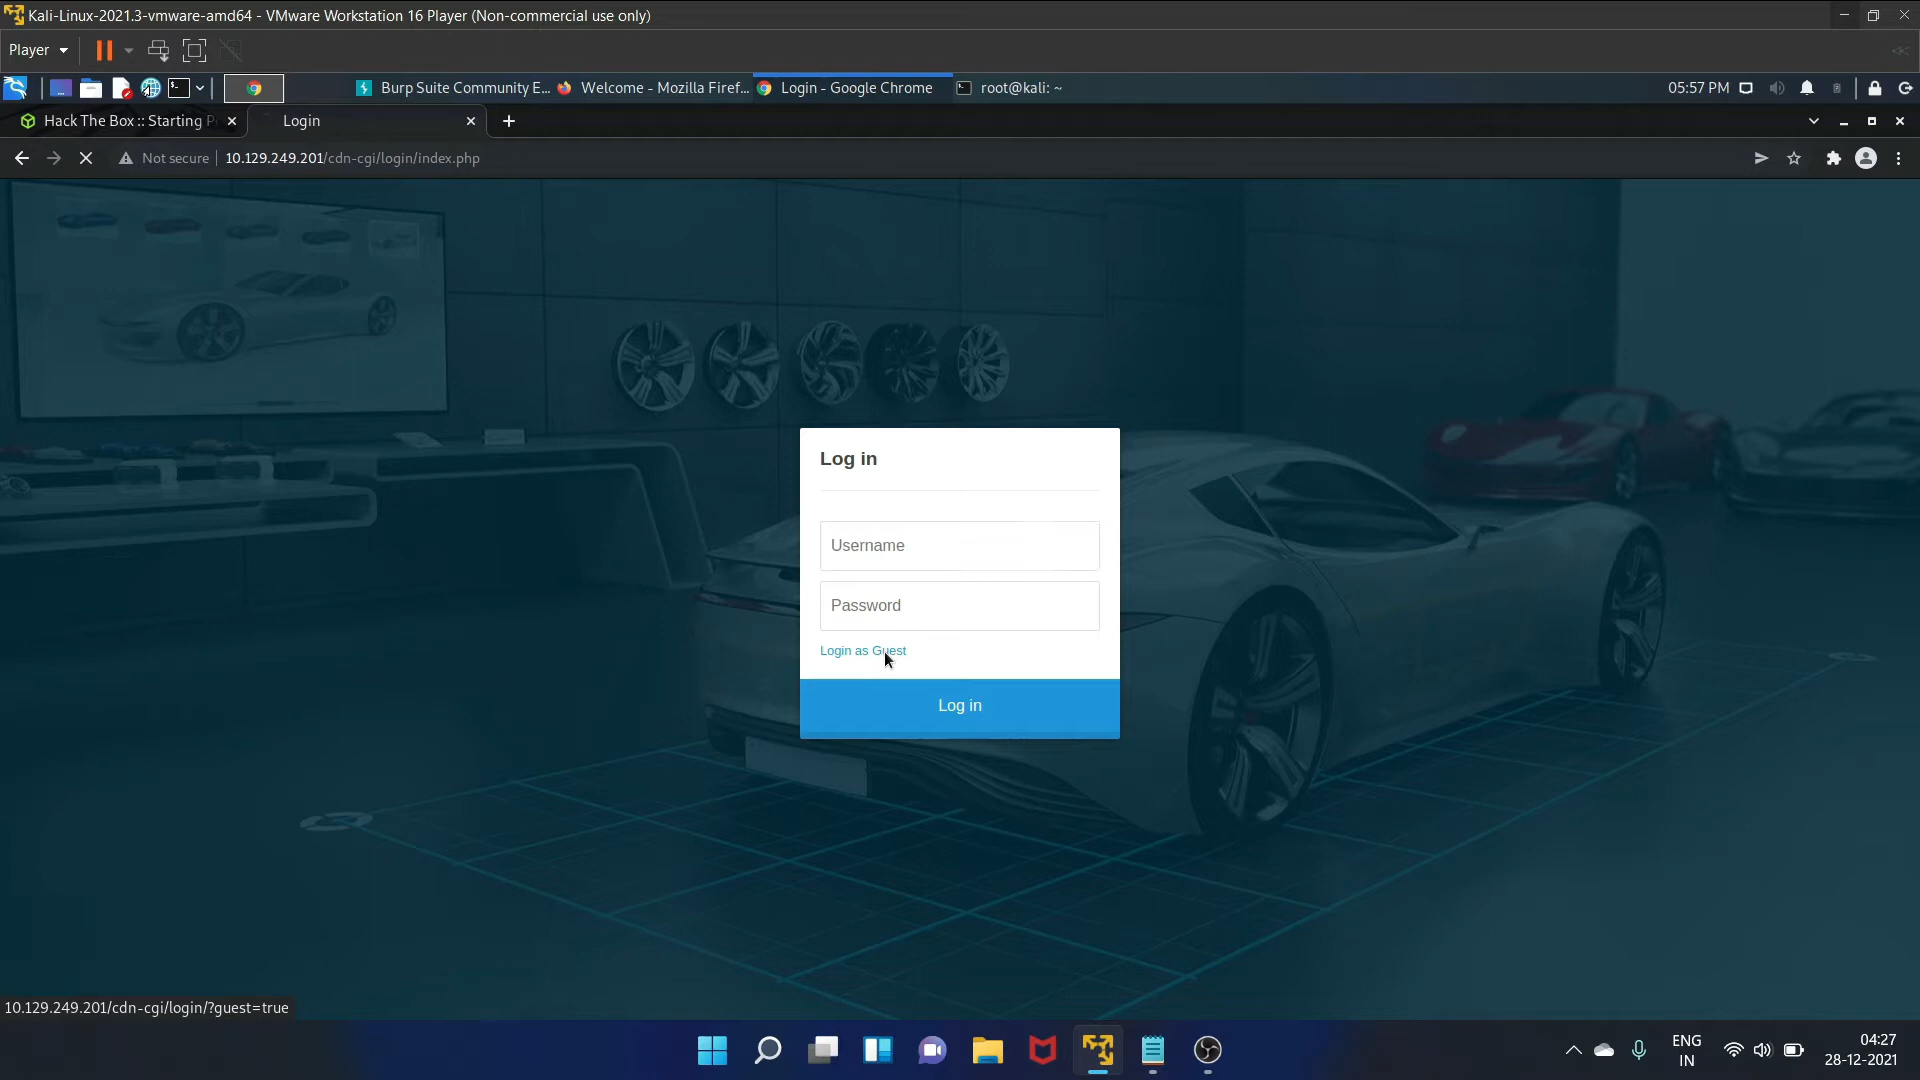 Kali-Linux-2021.3-vmware-amd64 - VMware Workstation 16 Player (Non-commercial use only)
Player
Burp Suite Community E...
Welcome - Mozilla Firef...
Login - Google Chrome
root@kali: ~
05:57 PM
Hack The Box :: Starting P
Login
Not secure
10.129.249.201/cdn-cgi/login/index.php
Log in
Username
Password
Login as Guest
Log in
10.129.249.201/cdn-cgi/login/?guest=true
ENG
IN
04:27
28-12-2021